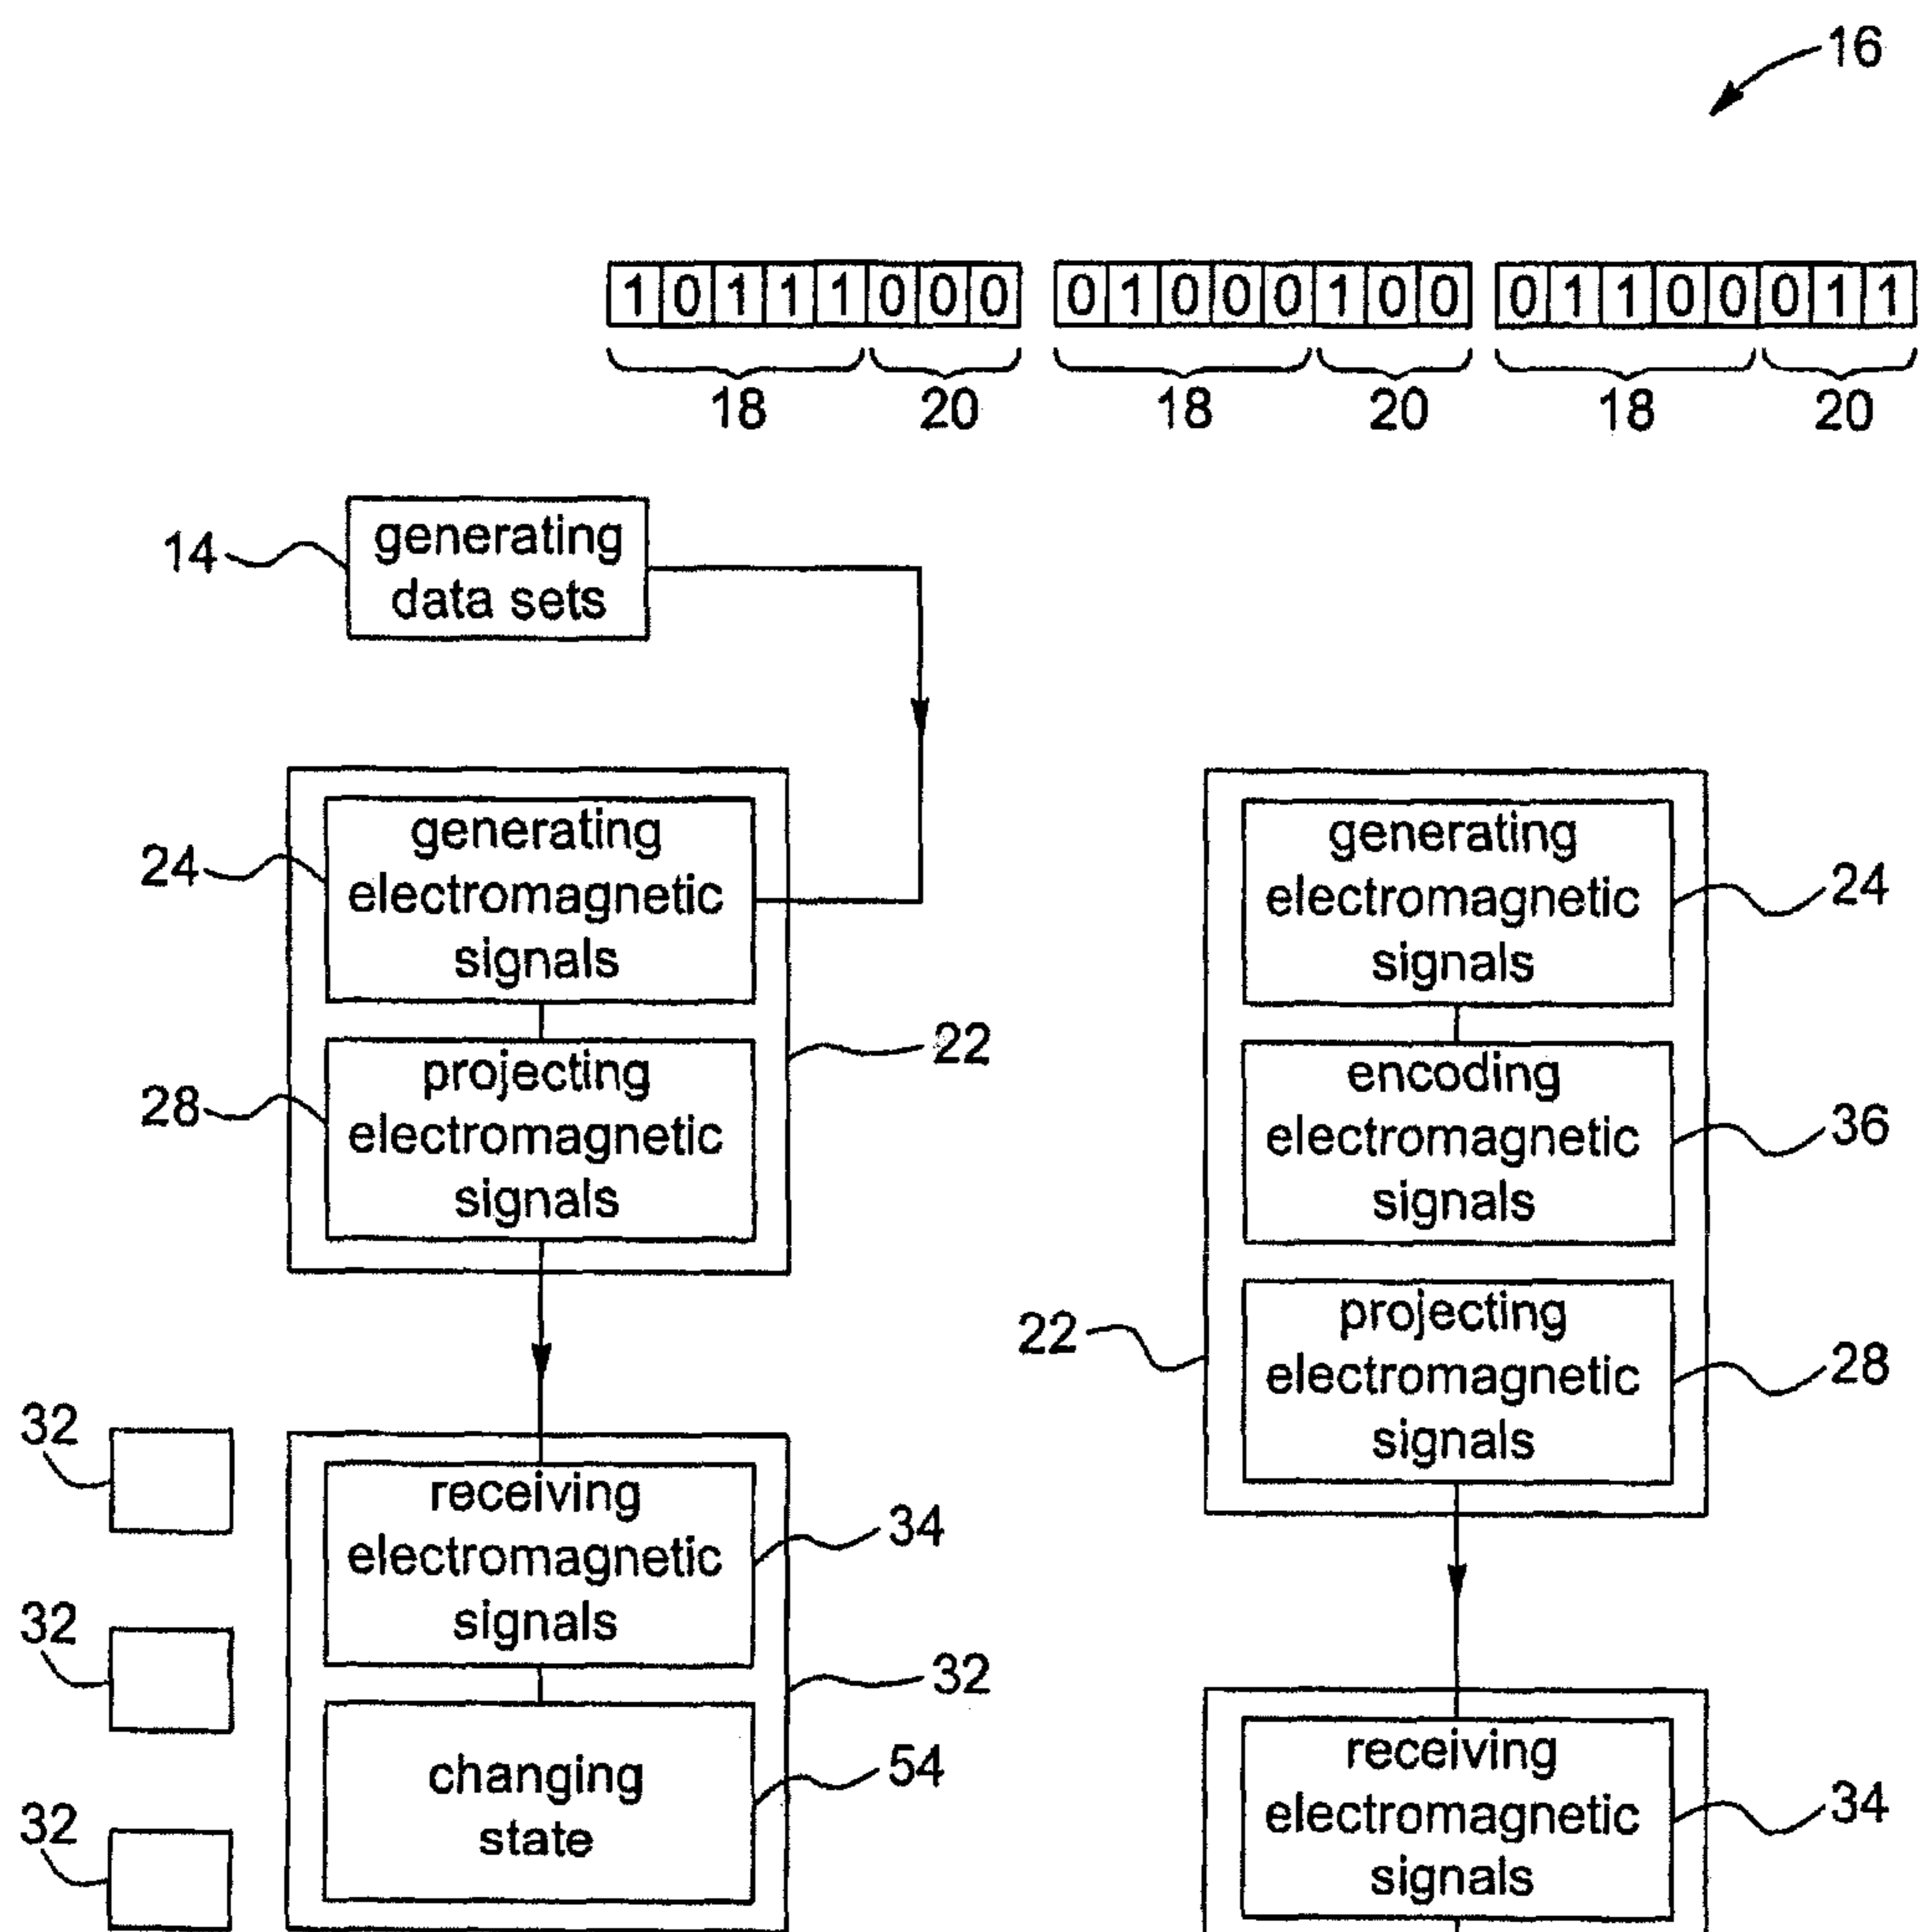 16
1 0 1 1 1 0 0 0 0 1 0 0 0 1 0 0 0 1 1 0 0 0 1 1
18 20 18 20 18 20
14
generating
data sets
24
generating
electromagnetic
signals
22
28
projecting
electromagnetic
signals
32
32
32
receiving
electromagnetic
signals
34
32
changing
state
54
generating
electromagnetic
signals
24
encoding
electromagnetic
signals
36
22
projecting
electromagnetic
signals
28
receiving
electromagnetic
signals
34